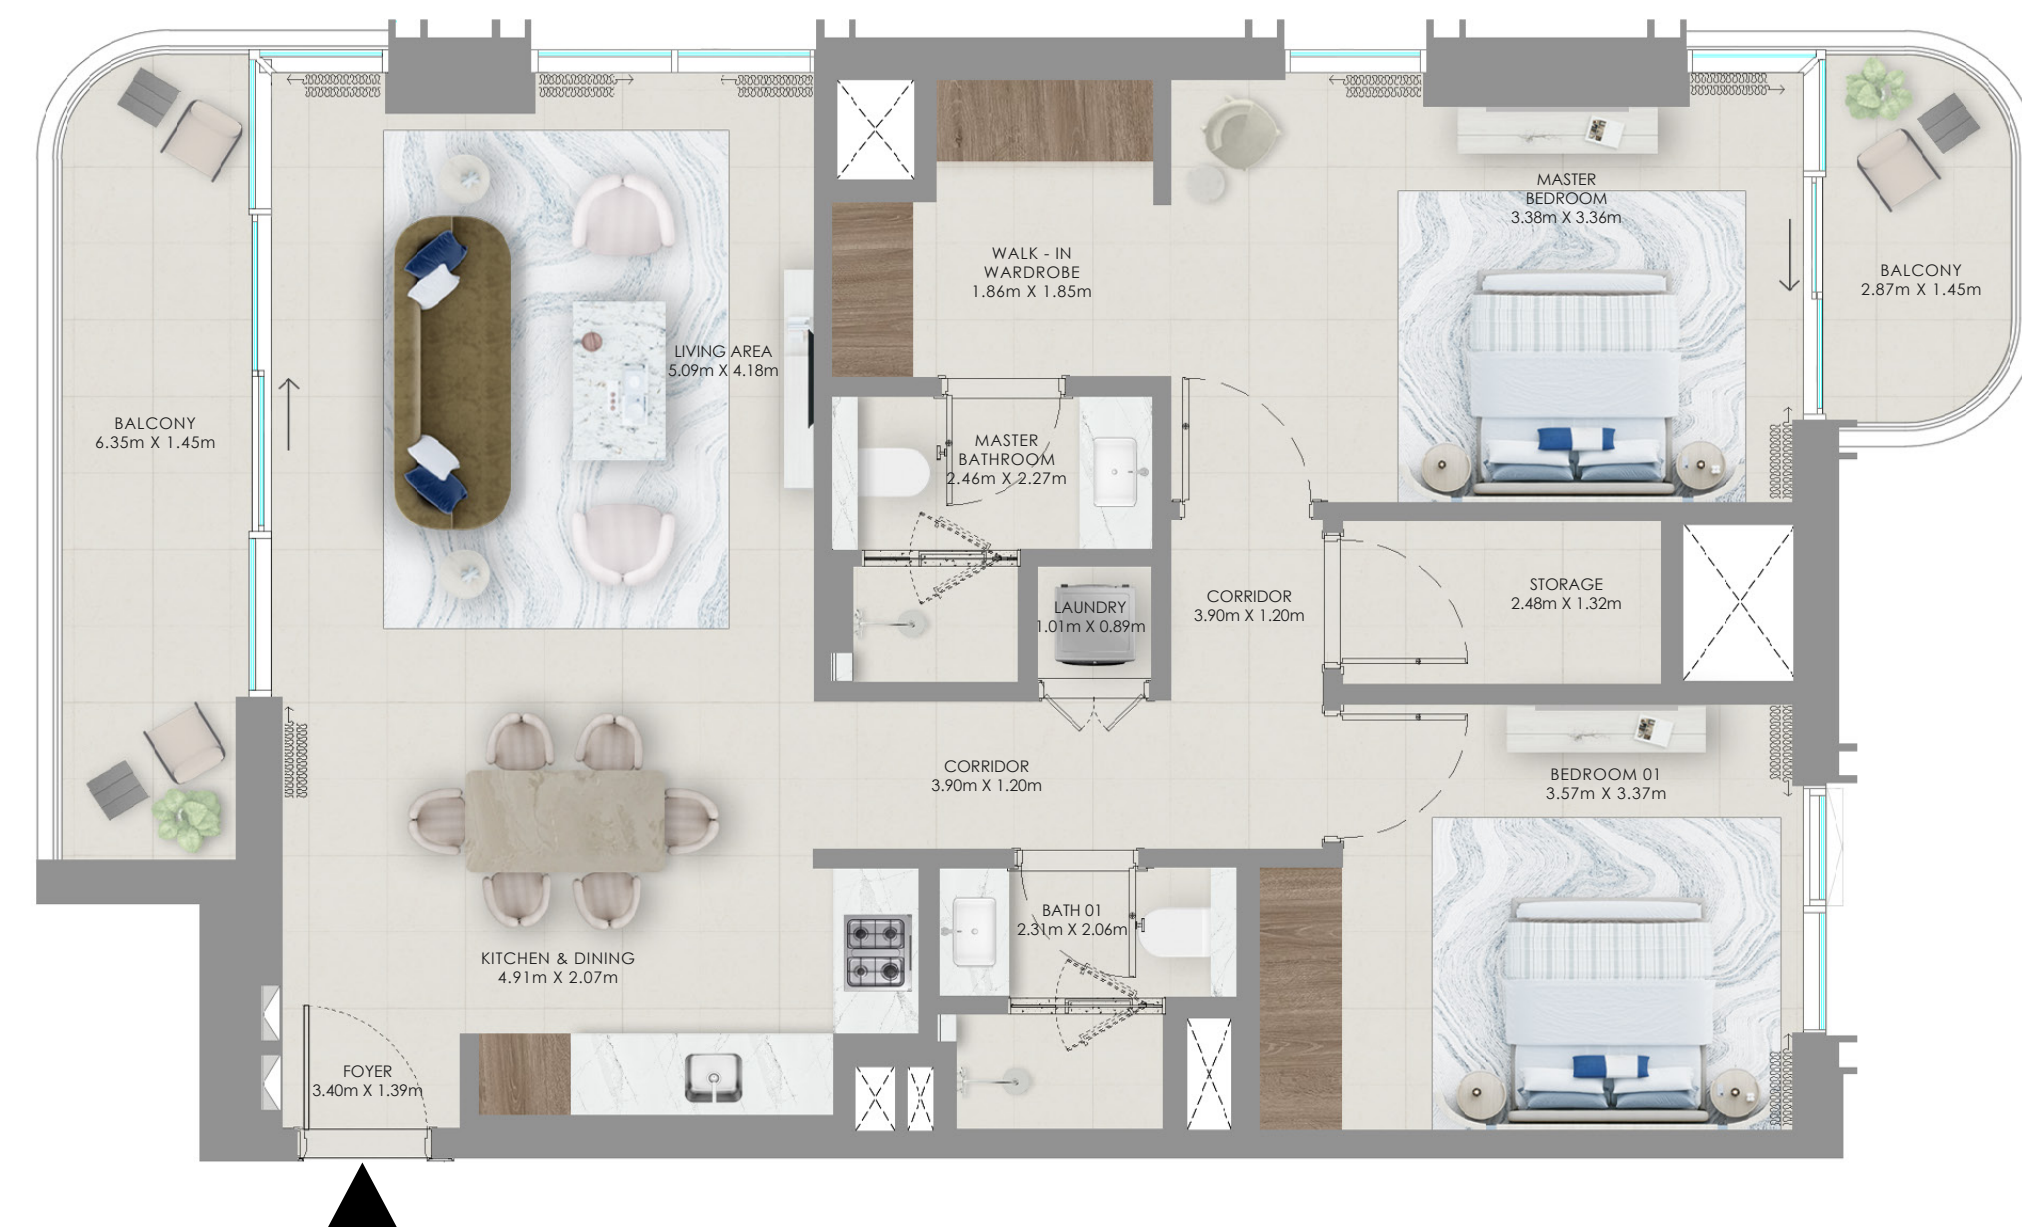 MASTER
BEDROOM
3.38m X 3.36m
WALK - IN
WARDROBE
1.86m X 1.85m
BALCONY
2.87m X 1.45m
LIVING AREA
5.09m X 4.18m
BALCONY
6.35m X 1.45m
MASTER
BATHROOM
2.46m X 2.27m
LAUNDRY
1.01m X 0.89m
CORRIDOR
3.90m X 1.20m
STORAGE
2.48m X 1.32m
CORRIDOR
3.90m X 1.20m
BEDROOM 01
3.57m X 3.37m
BATH 01
2.31m X 2.06m
KITCHEN & DINING
4.91m X 2.07m
FOYER
3.40m X 1.39m